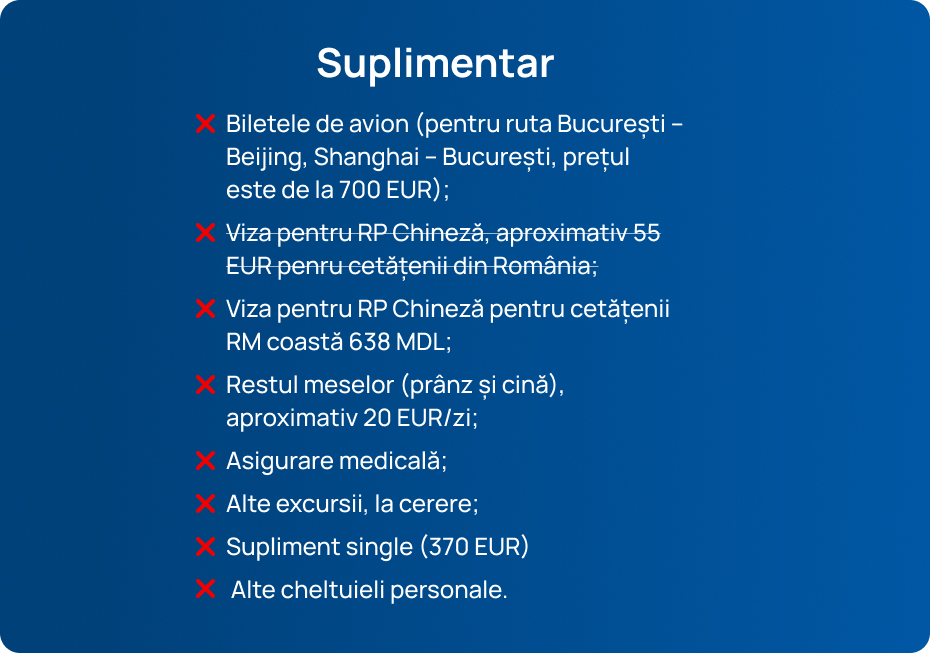 Suplimentar
Biletele de avion (pentru ruta București –
Beijing, Shanghai – București, prețul
este de la 700 EUR);
Viza pentru RP Chineză, aproximativ 55
EUR penru cetățenii din România;
Viza pentru RP Chineză pentru cetățenii
RM coastă 638 MDL;
Restul meselor (prânz și cină),
aproximativ 20 EUR/zi;
Asigurare medicală;
Alte excursii, la cerere;
Supliment single (370 EUR)
Alte cheltuieli personale.